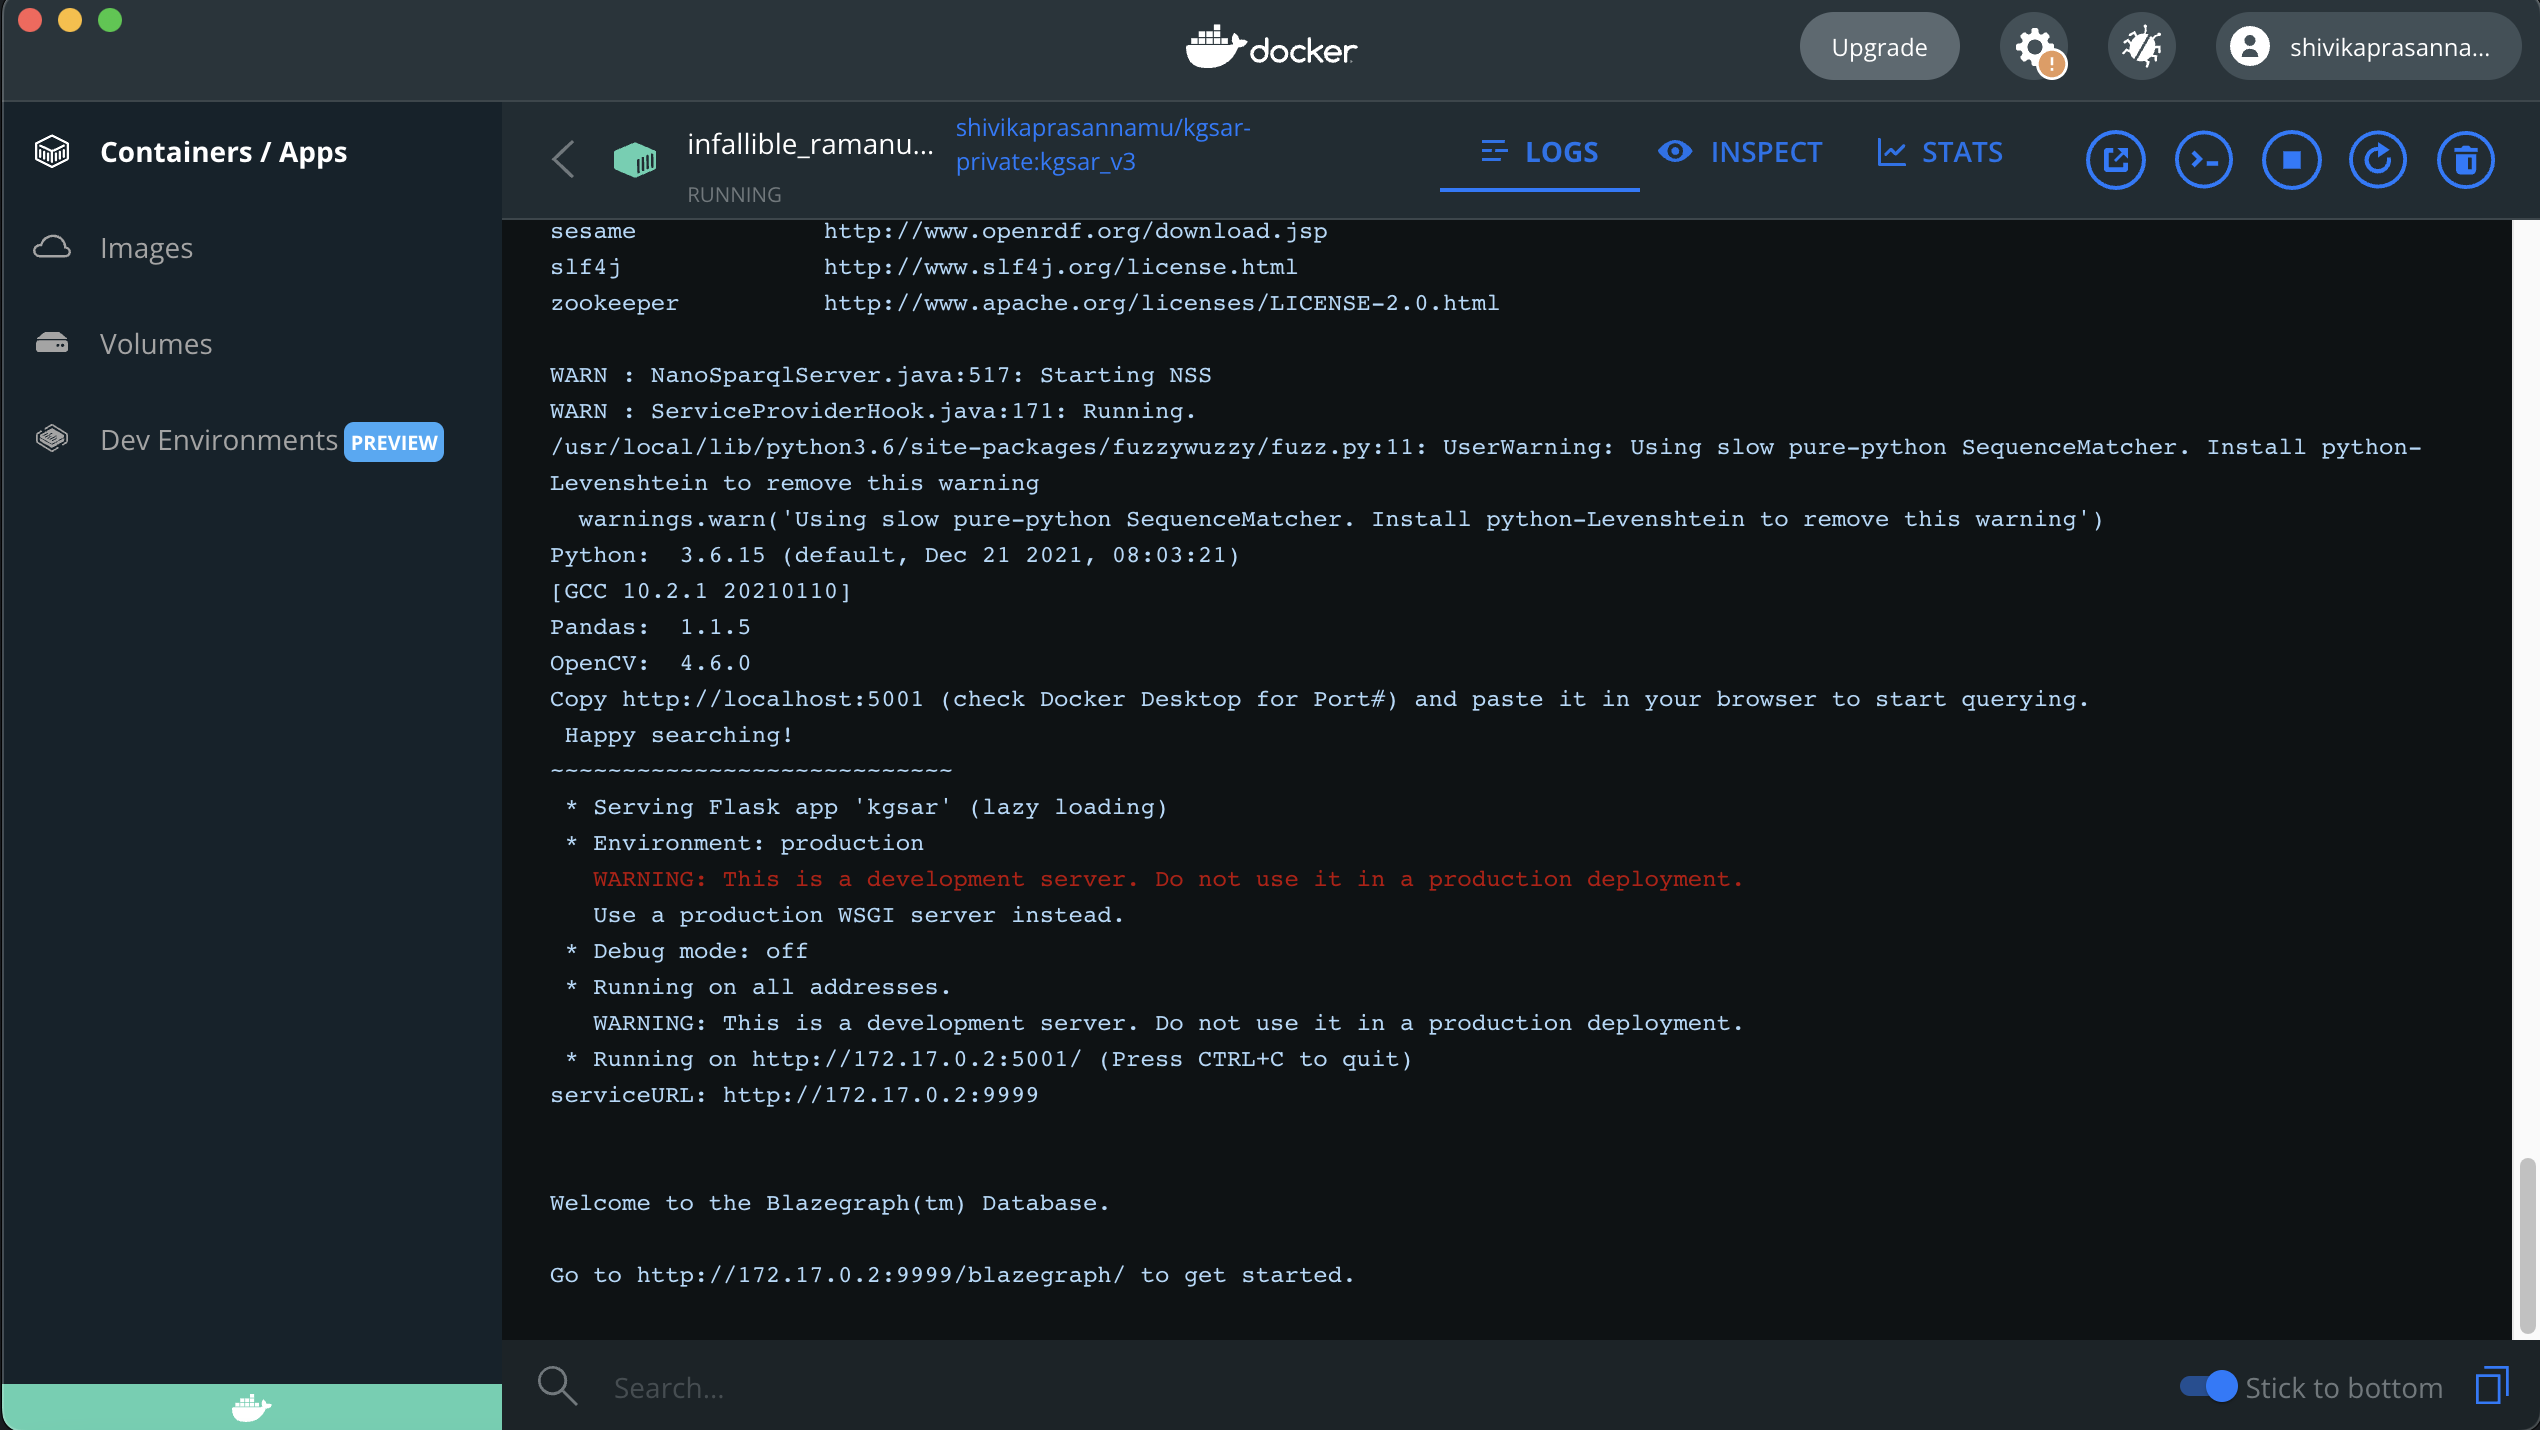 docker
Upgrade
shivikaprasanna...
Containers / Apps
Images
Volumes
Dev Environments PREVIEW
infallible_ramanu...
RUNNING
shivikaprasannamu/kgsar-
private:kgsar_v3
LOGS
INSPECT
STATS
sesame http://www.openrdf.org/download.jsp
slf4j http://www.slf4j.org/license.html
zookeeper http://www.apache.org/licenses/LICENSE-2.0.html
WARN : NanoSparqlServer.java:517: Starting NSS
WARN : ServiceProviderHook.java:171: Running.
/usr/local/lib/python3.6/site-packages/fuzzywuzzy/fuzz.py:11: UserWarning: Using slow pure-python SequenceMatcher. Install python-
Levenshtein to remove this warning
warnings.warn('Using slow pure-python SequenceMatcher. Install python-Levenshtein to remove this warning')
Python: 3.6.15 (default, Dec 21 2021, 08:03:21)
[GCC 10.2.1 20210110]
Pandas: 1.1.5
OpenCV: 4.6.0
Copy http://localhost:5001 (check Docker Desktop for Port#) and paste it in your browser to start querying.
Happy searching!
~~~~~~~~~~~~~~~~~~~~~~~~~~~~
* Serving Flask app 'kgsar' (lazy loading)
* Environment: production
WARNING: This is a development server. Do not use it in a production deployment.
Use a production WSGI server instead.
* Debug mode: off
* Running on all addresses.
WARNING: This is a development server. Do not use it in a production deployment.
* Running on http://172.17.0.2:5001/ (Press CTRL+C to quit)
serviceURL: http://172.17.0.2:9999
Welcome to the Blazegraph(tm) Database.
Go to http://172.17.0.2:9999/blazegraph/ to get started.
Search...
Stick to bottom